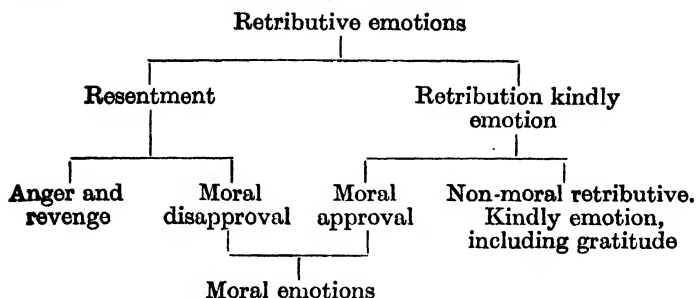 Retributive emotions
Resentment Retribution kindly
emotion
Anger and Moral Moral Non-moral retributive.
revenge disapproval approval Kindly emotion,
including gratitude
Moral emotions